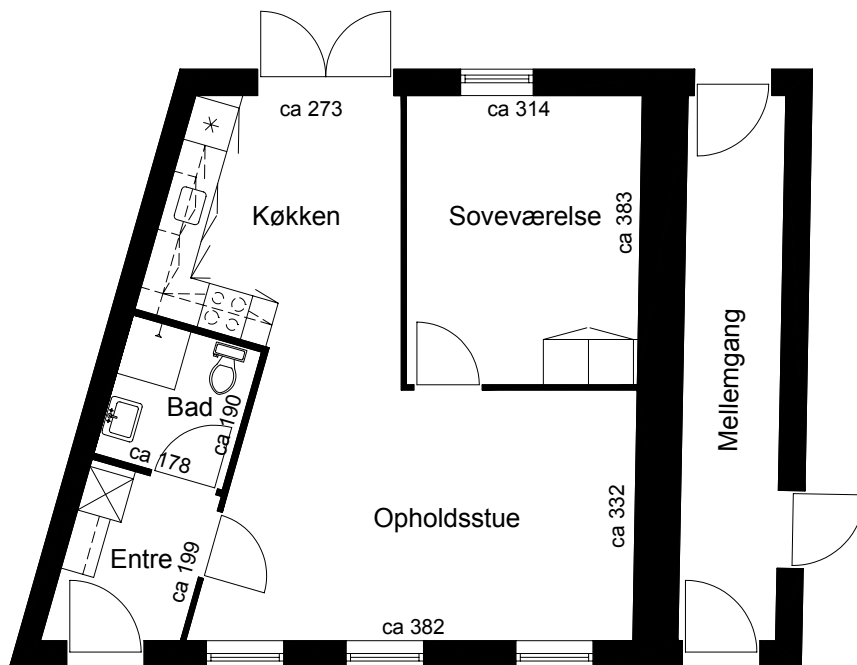 ca 273
ca 314
Køkken
Soveværelse
ca 383
Mellemgang
Bad
ca 190
ca 178
Opholdsstue
ca 332
Entre
ca 199
ca 382